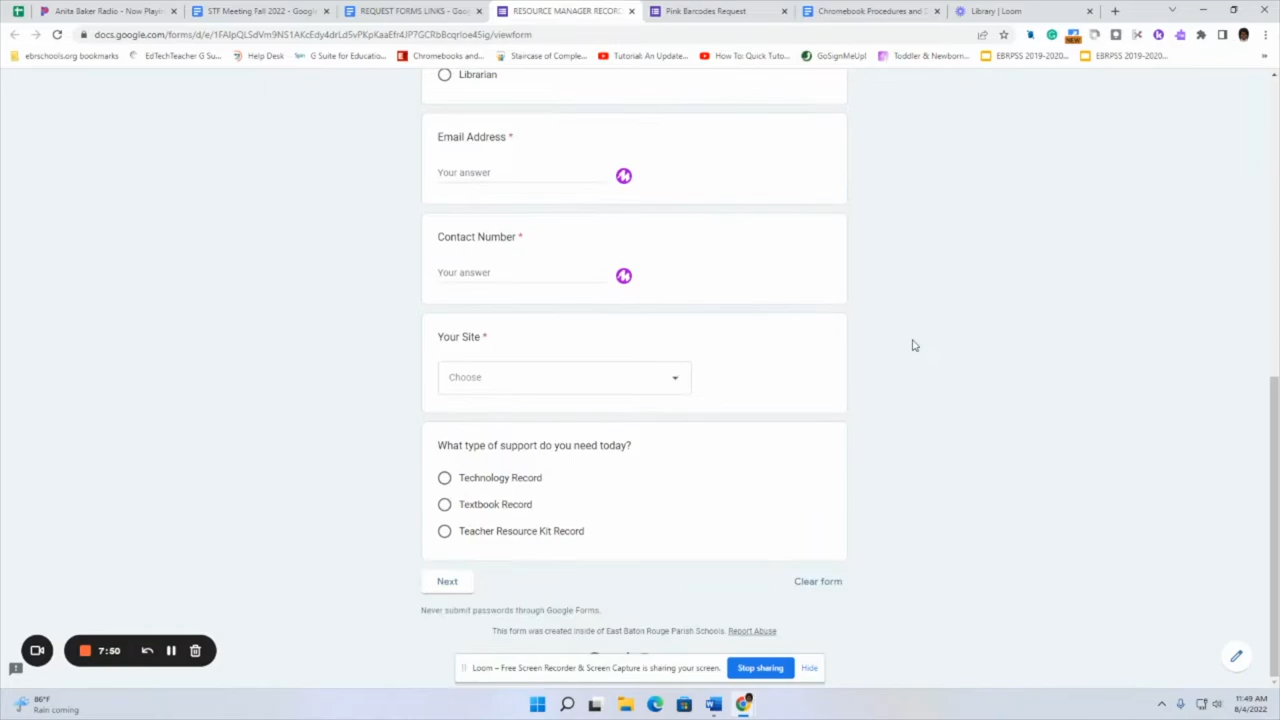 Anita Baker Radio - Now Playin
STF Meeting Fall 2022 - Google
REQUEST FORMS LINKS - Goog
RESOURCE MANAGER RECORD
Pink Barcodes Request
Chromebook Procedures and
Library | Loom
docs.google.com/forms/d/e/
/viewform
NEW
ebrschools.org bookmarks
EdTechTeacher G Su...
Help Desk
G Suite for Educatio...
Chromebooks and...
Staircase of Comple...
Tutorial: An Update...
How To: Quick Tuto...
GoSignMeUp!
Toddler & Newborn...
EBRPSS 2019-2020...
EBRPSS 2019-2020...
Librarian
Email Address *
Your answer
Contact Number *
Your answer
Your Site *
Choose
What type of support do you need today?
Technology Record
Textbook Record
Teacher Resource Kit Record
Next
Clear form
Never submit passwords through Google Forms.
This form was created inside of East Baton Rouge Parish Schools. Report Abuse
7:50
Loom – Free Screen Recorder & Screen Capture is sharing your screen.
Stop sharing
Hide
86°F
Rain coming
11:49 AM
8/4/2022